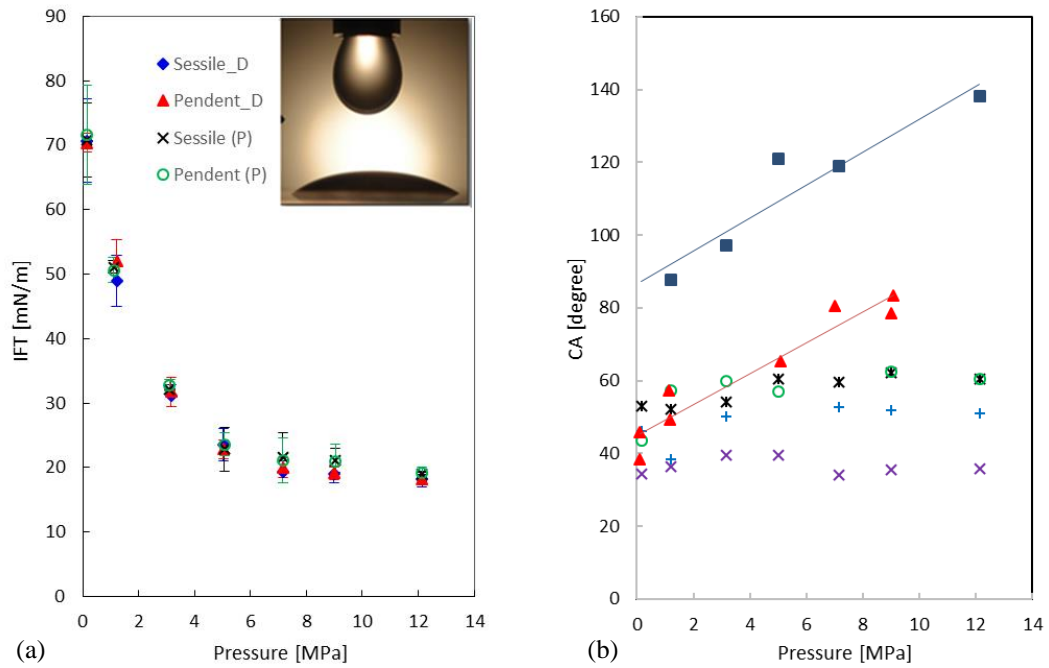 90
80
70
60
50
40
30
20
10
0
IFT [mN/m]
Sessile_D
Pendent_D
Sessile (P)
Pendent (P)
0 2 4 6 8 10 12 14
Pressure [MPa]
(a)
160
140
120
100
80
60
40
20
0
CA [degree]
0 2 4 6 8 10 12 14
Pressure [MPa]
(b)